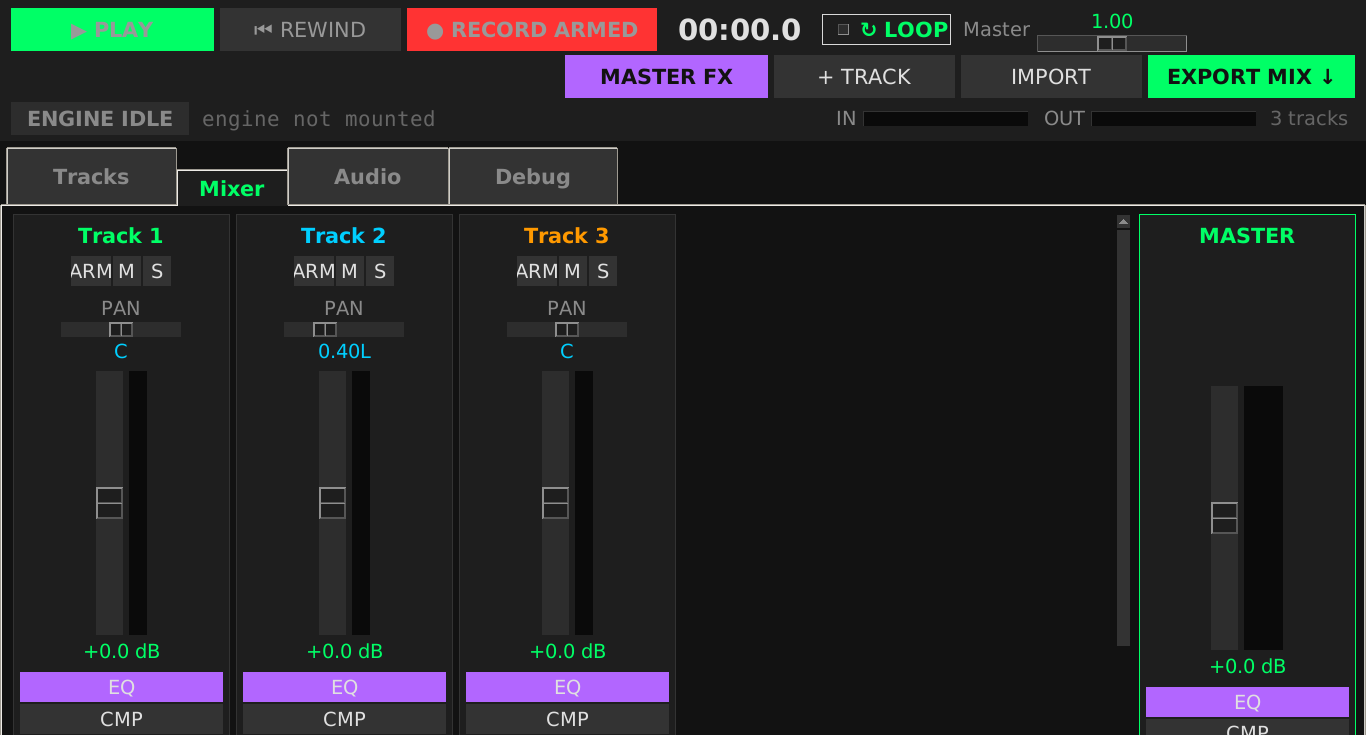 ▶ PLAY ⏮ REWIND ● RECORD ARMED 00:00.0 ↻ LOOP Master 1.00
MASTER FX + TRACK IMPORT EXPORT MIX ↓
ENGINE IDLE engine not mounted IN OUT 3 tracks
Tracks Mixer Audio Debug
Track 1 Track 2 Track 3 MASTER
ARM M S ARM M S ARM M S
PAN PAN PAN
C 0.40L C
+0.0 dB +0.0 dB +0.0 dB +0.0 dB
EQ EQ EQ EQ
CMP CMP CMP CMP